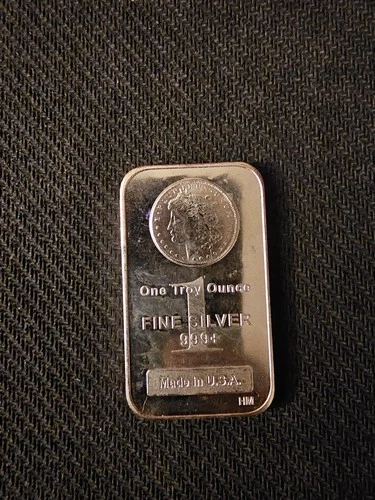 One Troy Ounce
1
FINE SILVER
999+
Made in U.S.A.
HM